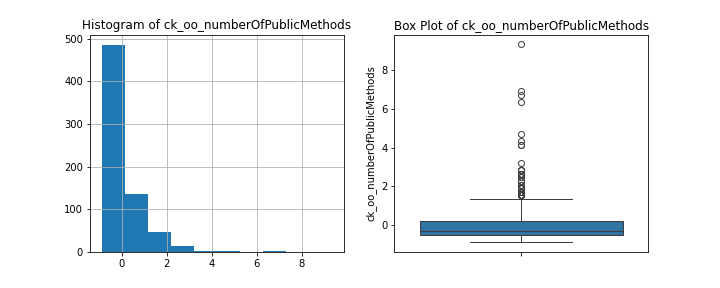 Histogram of ck_oo_numberOfPublicMethods
500
400
300
200
100
0
0 2 4 6 8
Box Plot of ck_oo_numberOfPublicMethods
ck_oo_numberOfPublicMethods
8
6
4
2
0